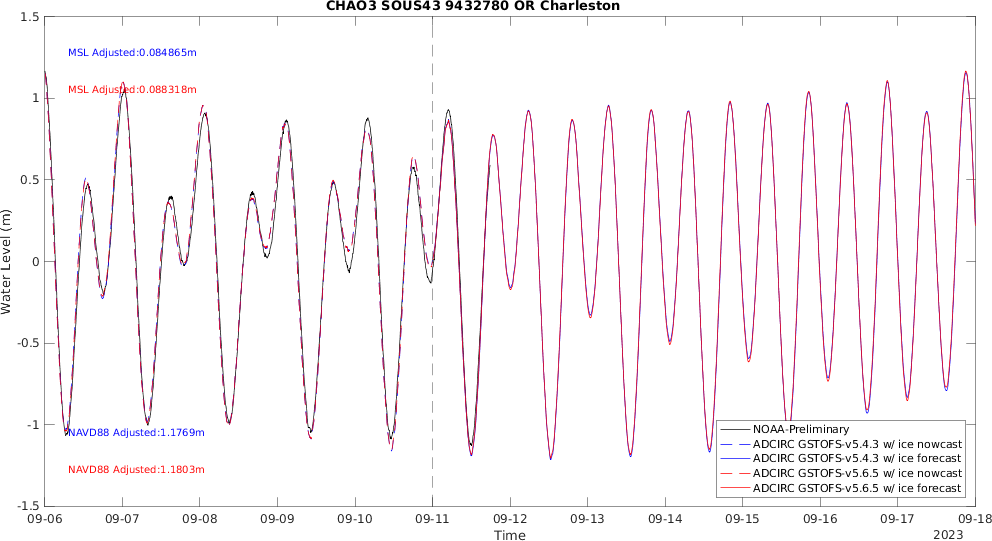 CHAO3 SOUS43 9432780 OR Charleston
1.5
1
0.5
0
-0.5
-1
-1.5
Water Level (m)
MSL Adjusted:0.084865m
MSL Adjusted:0.088318m
NAVD88 Adjusted:1.1769m
NAVD88 Adjusted:1.1803m
NOAA-Preliminary
ADCIRC GSTOFS-v5.4.3 w/ ice nowcast
ADCIRC GSTOFS-v5.4.3 w/ ice forecast
ADCIRC GSTOFS-v5.6.5 w/ ice nowcast
ADCIRC GSTOFS-v5.6.5 w/ ice forecast
09-06 09-07 09-08 09-09 09-10 09-11 09-12 09-13 09-14 09-15 09-16 09-17 09-18
Time
2023